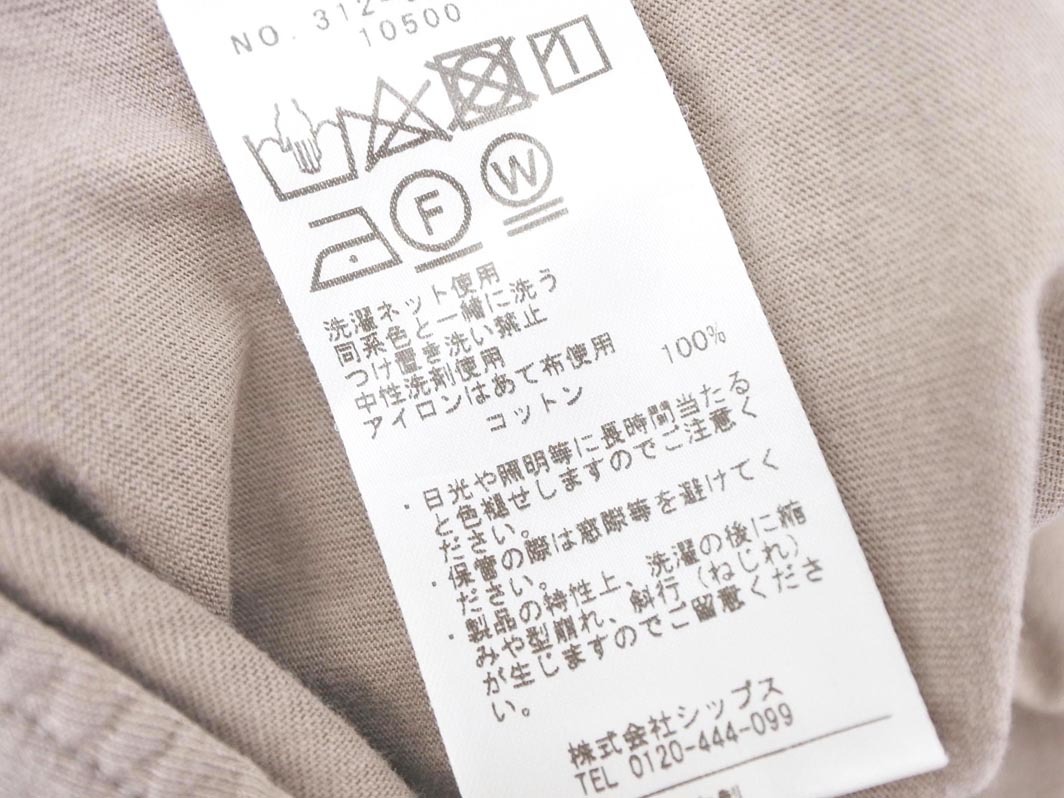 NO. 312-
10500
F
W
洗濯ネット使用
同系色と一緒に洗う
つけ置き洗い禁止
中性洗剤使用
アイロンはあて布使用
コットン 100%
・日光や照明等に長時間当たる
と色褪せしますのでご注意く
ださい。
・保管の際は窓際等を避けてく
ださい。
・製品の特性上、洗濯の後に縮
みや型崩れ、斜行（ねじれ）
が生じますのでご留意くださ
い。
株式会社シップス
TEL 0120-444-099